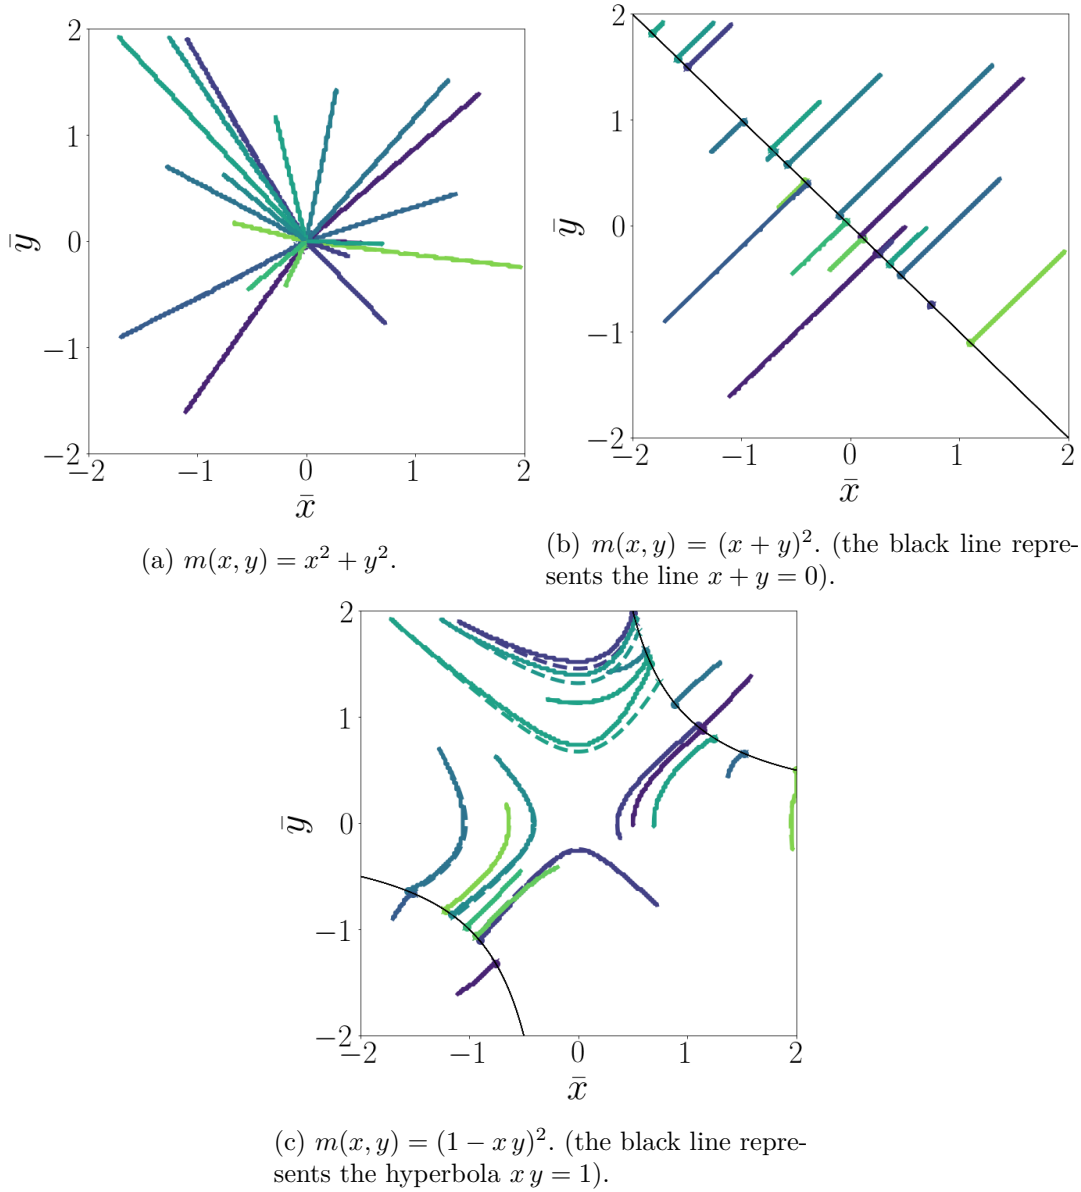 2
1
0
−1
−2
ȳ
−2
−1
0
1
2
x̄
(a) m(x, y) = x² + y².
2
1
0
−1
−2
ȳ
−2
−1
0
1
2
x̄
(b) m(x, y) = (x + y)². (the black line repre-
sents the line x + y = 0).
2
1
0
−1
−2
ȳ
−2
−1
0
1
2
x̄
(c) m(x, y) = (1 − x y)². (the black line repre-
sents the hyperbola x y = 1).